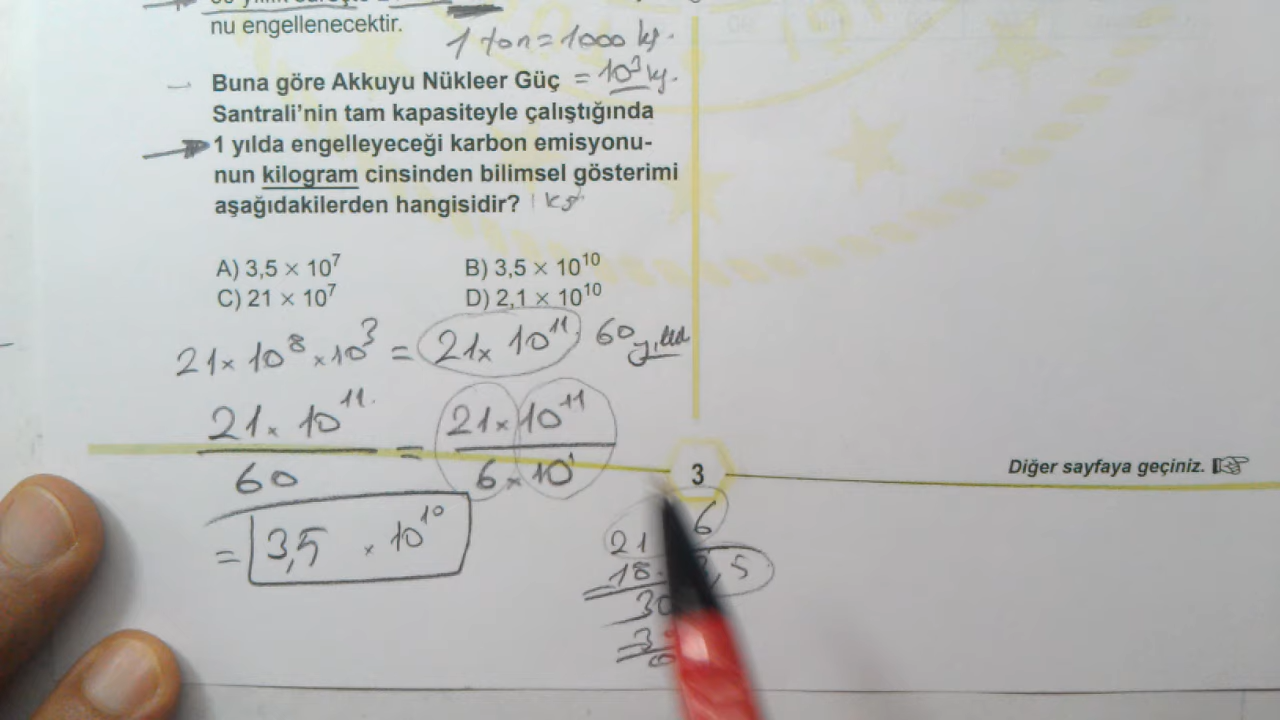 nu engellenecektir.
1 ton = 1000 kg.
= 10³ kg.
Buna göre Akkuyu Nükleer Güç
Santrali'nin tam kapasiteyle çalıştığında
1 yılda engelleyeceği karbon emisyonu-
nun kilogram cinsinden bilimsel gösterimi
aşağıdakilerden hangisidir? 1 kg
A) 3,5 × 10⁷ B) 3,5 × 10¹⁰
C) 21 × 10⁷ D) 2,1 × 10¹⁰
21 × 10⁸ × 10³ = 21 × 10¹¹ 60 yılda
21 × 10¹¹ / 60 = 21 × 10¹¹ / 6 × 10¹
= 3,5 × 10¹⁰
3
Diğer sayfaya geçiniz.
21 6
18 ,5
30